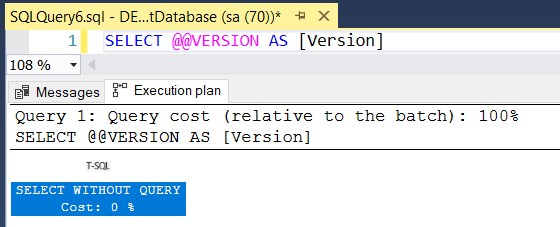 SQLQuery6.sql - DE...tDatabase (sa (70))*
1 SELECT @@VERSION AS [Version]
108 %
Messages Execution plan
Query 1: Query cost (relative to the batch): 100%
SELECT @@VERSION AS [Version]
T-SQL
SELECT WITHOUT QUERY
Cost: 0 %